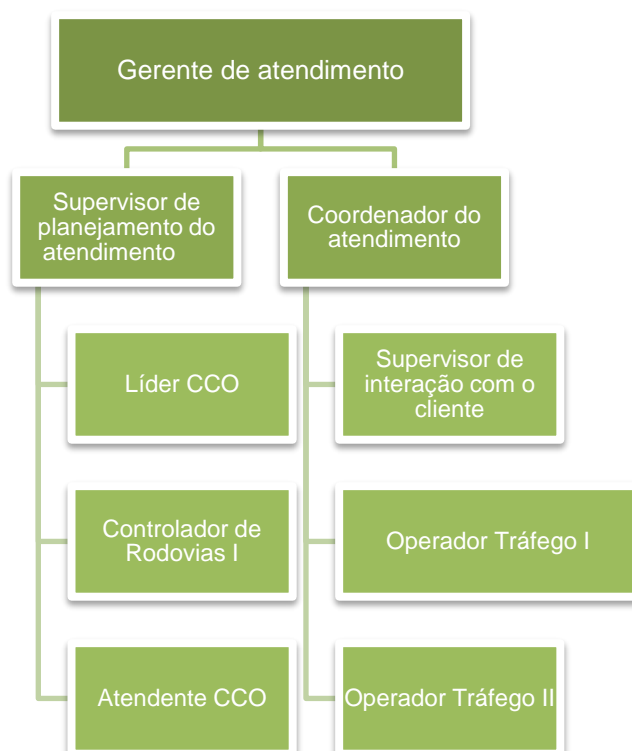 Gerente de atendimento
Supervisor de
planejamento do
atendimento
Coordenador do
atendimento
Líder CCO
Supervisor de
interação com o
cliente
Controlador de
Rodovias I
Operador Tráfego I
Atendente CCO
Operador Tráfego II